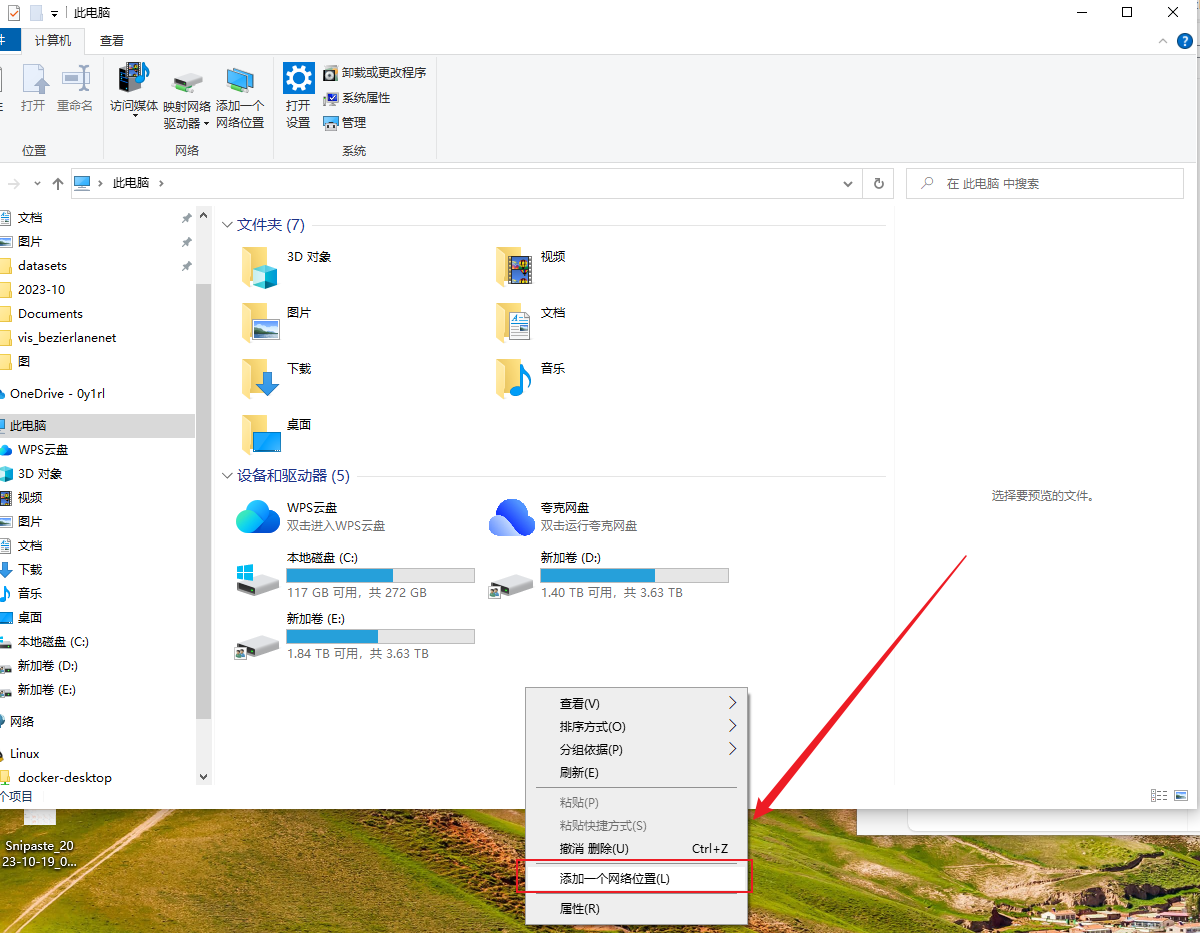 此电脑
计算机
查看
打开
重命名
访问媒体
映射网络
驱动器
添加一个
网络位置
打开
设置
卸载或更改程序
系统属性
管理
位置
网络
系统
此电脑
在 此电脑 中搜索
文档
图片
datasets
2023-10
Documents
vis_bezierlanenet
图
OneDrive - 0y1rl
此电脑
WPS云盘
3D 对象
视频
图片
文档
下载
音乐
桌面
本地磁盘 (C:)
新加卷 (D:)
新加卷 (E:)
网络
Linux
docker-desktop
个项目
文件夹 (7)
3D 对象
视频
图片
文档
下载
音乐
桌面
设备和驱动器 (5)
WPS云盘
双击进入WPS云盘
夸克网盘
双击运行夸克网盘
本地磁盘 (C:)
117 GB 可用，共 272 GB
新加卷 (D:)
1.40 TB 可用，共 3.63 TB
新加卷 (E:)
1.84 TB 可用，共 3.63 TB
选择要预览的文件。
查看(V)
排序方式(O)
分组依据(P)
刷新(E)
粘贴(P)
粘贴快捷方式(S)
撤消 删除(U) Ctrl+Z
添加一个网络位置(L)
属性(R)
Snipaste_20
23-10-19_0...